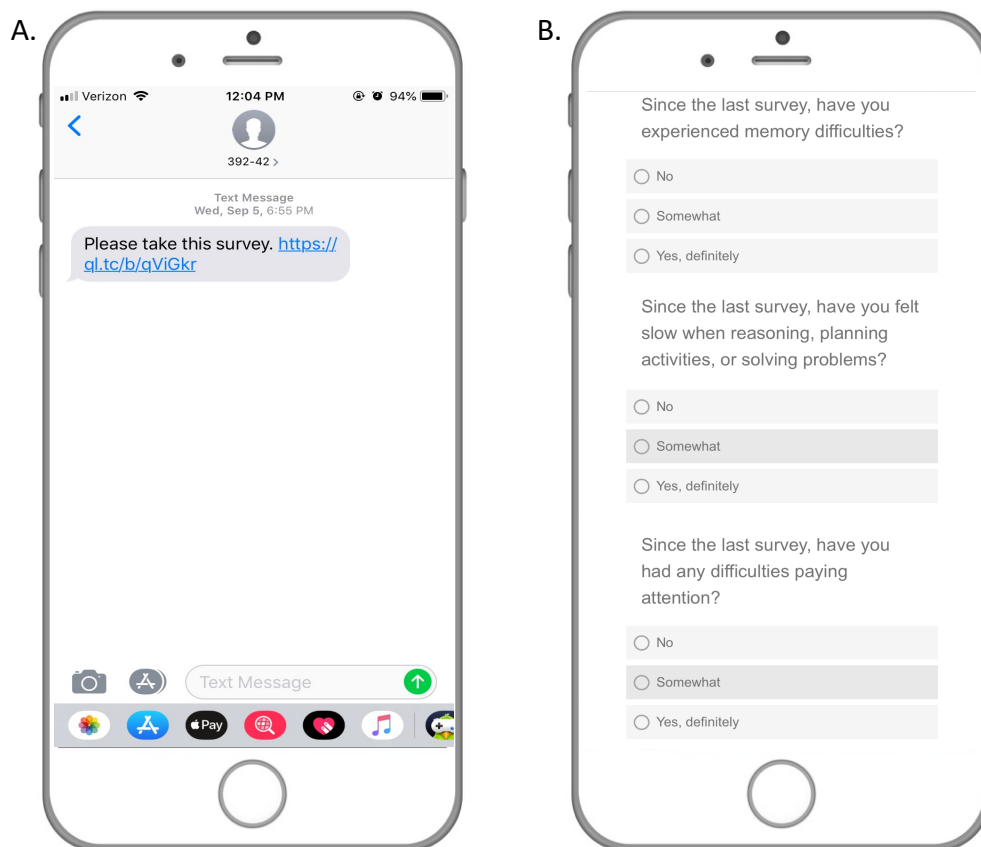 A.
Verizon 12:04 PM 94%
392-42 >
Text Message
Wed, Sep 5, 6:55 PM
Please take this survey. https://
ql.tc/b/qViGkr
Text Message
Pay
B.
Since the last survey, have you
experienced memory difficulties?
No
Somewhat
Yes, definitely
Since the last survey, have you felt
slow when reasoning, planning
activities, or solving problems?
No
Somewhat
Yes, definitely
Since the last survey, have you
had any difficulties paying
attention?
No
Somewhat
Yes, definitely